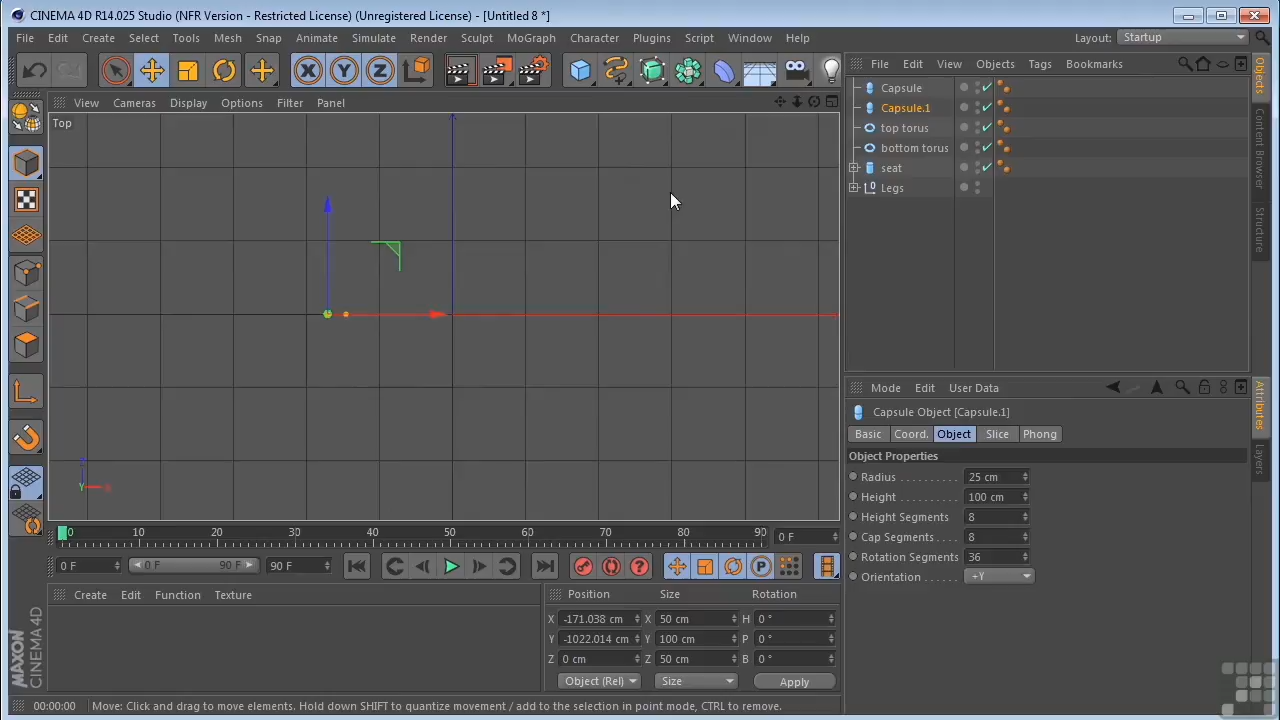 CINEMA 4D R14.025 Studio (NFR Version - Restricted License) (Unregistered License) - [Untitled 8 *]
File Edit Create Select Tools Mesh Snap Animate Simulate Render Sculpt MoGraph Character Plugins Script Window Help Layout: Startup
X Y Z
File Edit View Objects Tags Bookmarks
View Cameras Display Options Filter Panel
Top
Capsule
Capsule.1
top torus
bottom torus
seat
Legs
Objects
Content Browser
Structure
Mode Edit User Data
Capsule Object [Capsule.1]
Basic Coord. Object Slice Phong
Object Properties
Radius . . . . . . . . . . 25 cm
Height . . . . . . . . . . 100 cm
Height Segments 8
Cap Segments . . 8
Rotation Segments 36
Orientation . . . . . . +Y
Attributes
Layers
Z
Y X
0 10 20 30 40 50 60 70 80 90 0 F
0 F 0 F 90 F 90 F
P
Create Edit Function Texture
Position Size Rotation
X -171.038 cm X 50 cm H 0 °
Y -1022.014 cm Y 100 cm P 0 °
Z 0 cm Z 50 cm B 0 °
Object (Rel) Size Apply
MAXON
CINEMA 4D
00:00:00 Move: Click and drag to move elements. Hold down SHIFT to quantize movement / add to the selection in point mode, CTRL to remove.